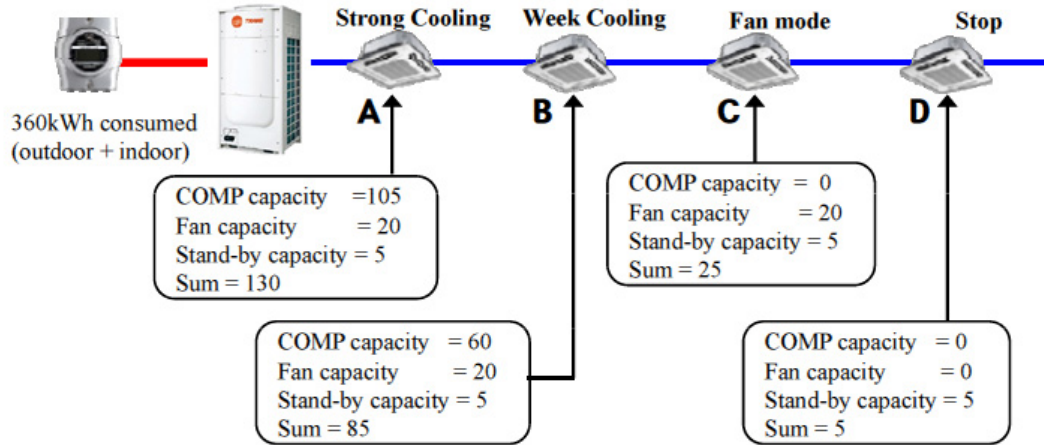 Strong Cooling
Week Cooling
Fan mode
Stop
TRANE
A
B
C
D
360kWh consumed
(outdoor + indoor)
COMP capacity =105
Fan capacity = 20
Stand-by capacity = 5
Sum = 130
COMP capacity = 0
Fan capacity = 20
Stand-by capacity = 5
Sum = 25
COMP capacity = 60
Fan capacity = 20
Stand-by capacity = 5
Sum = 85
COMP capacity = 0
Fan capacity =0
Stand-by capacity = 5
Sum = 5